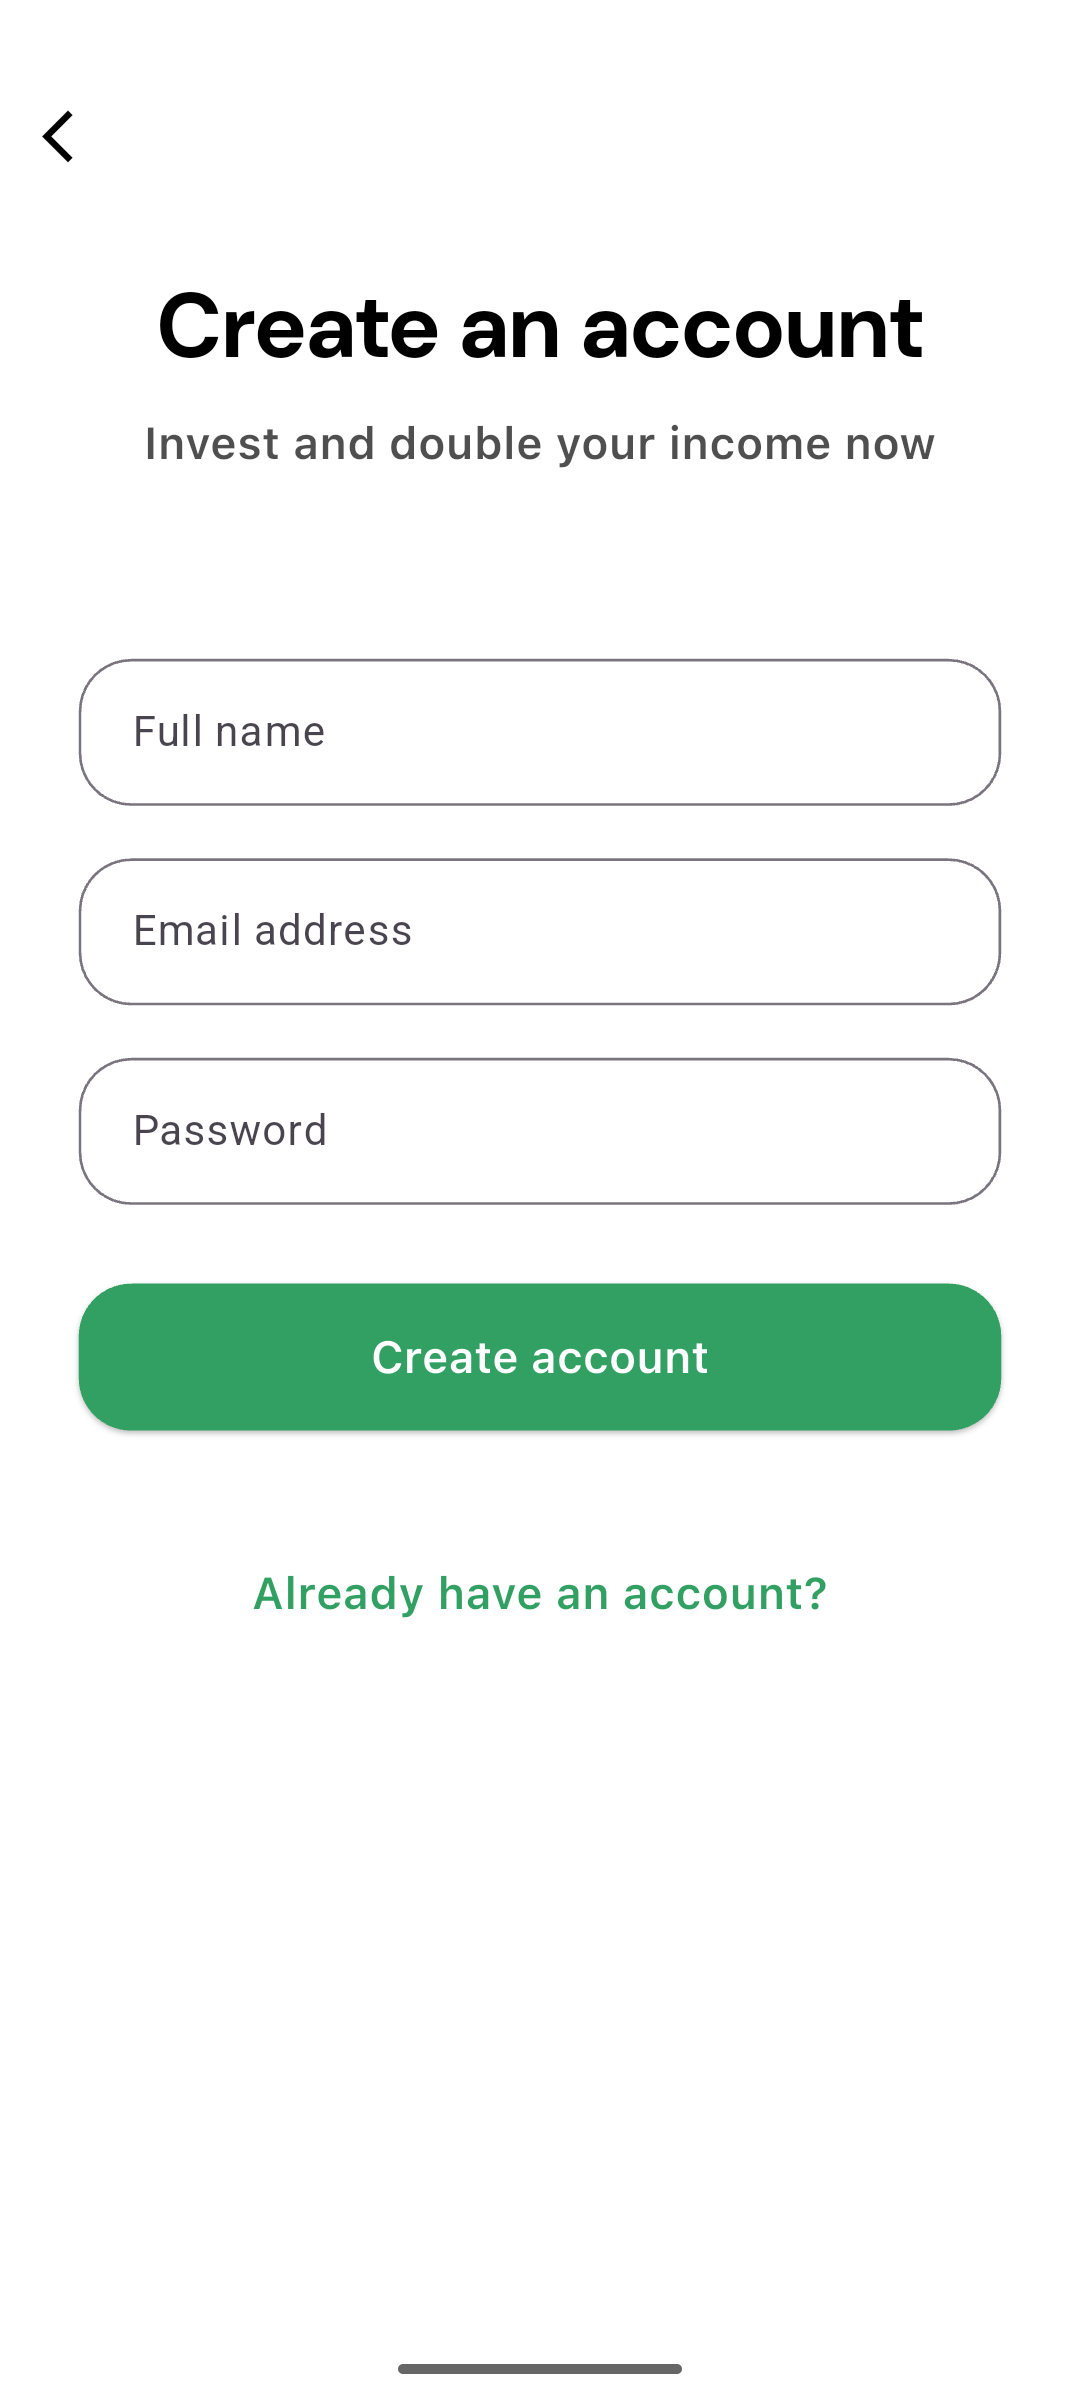 Create an account
Invest and double your income now
Full name
Email address
Password
Create account
Already have an account?